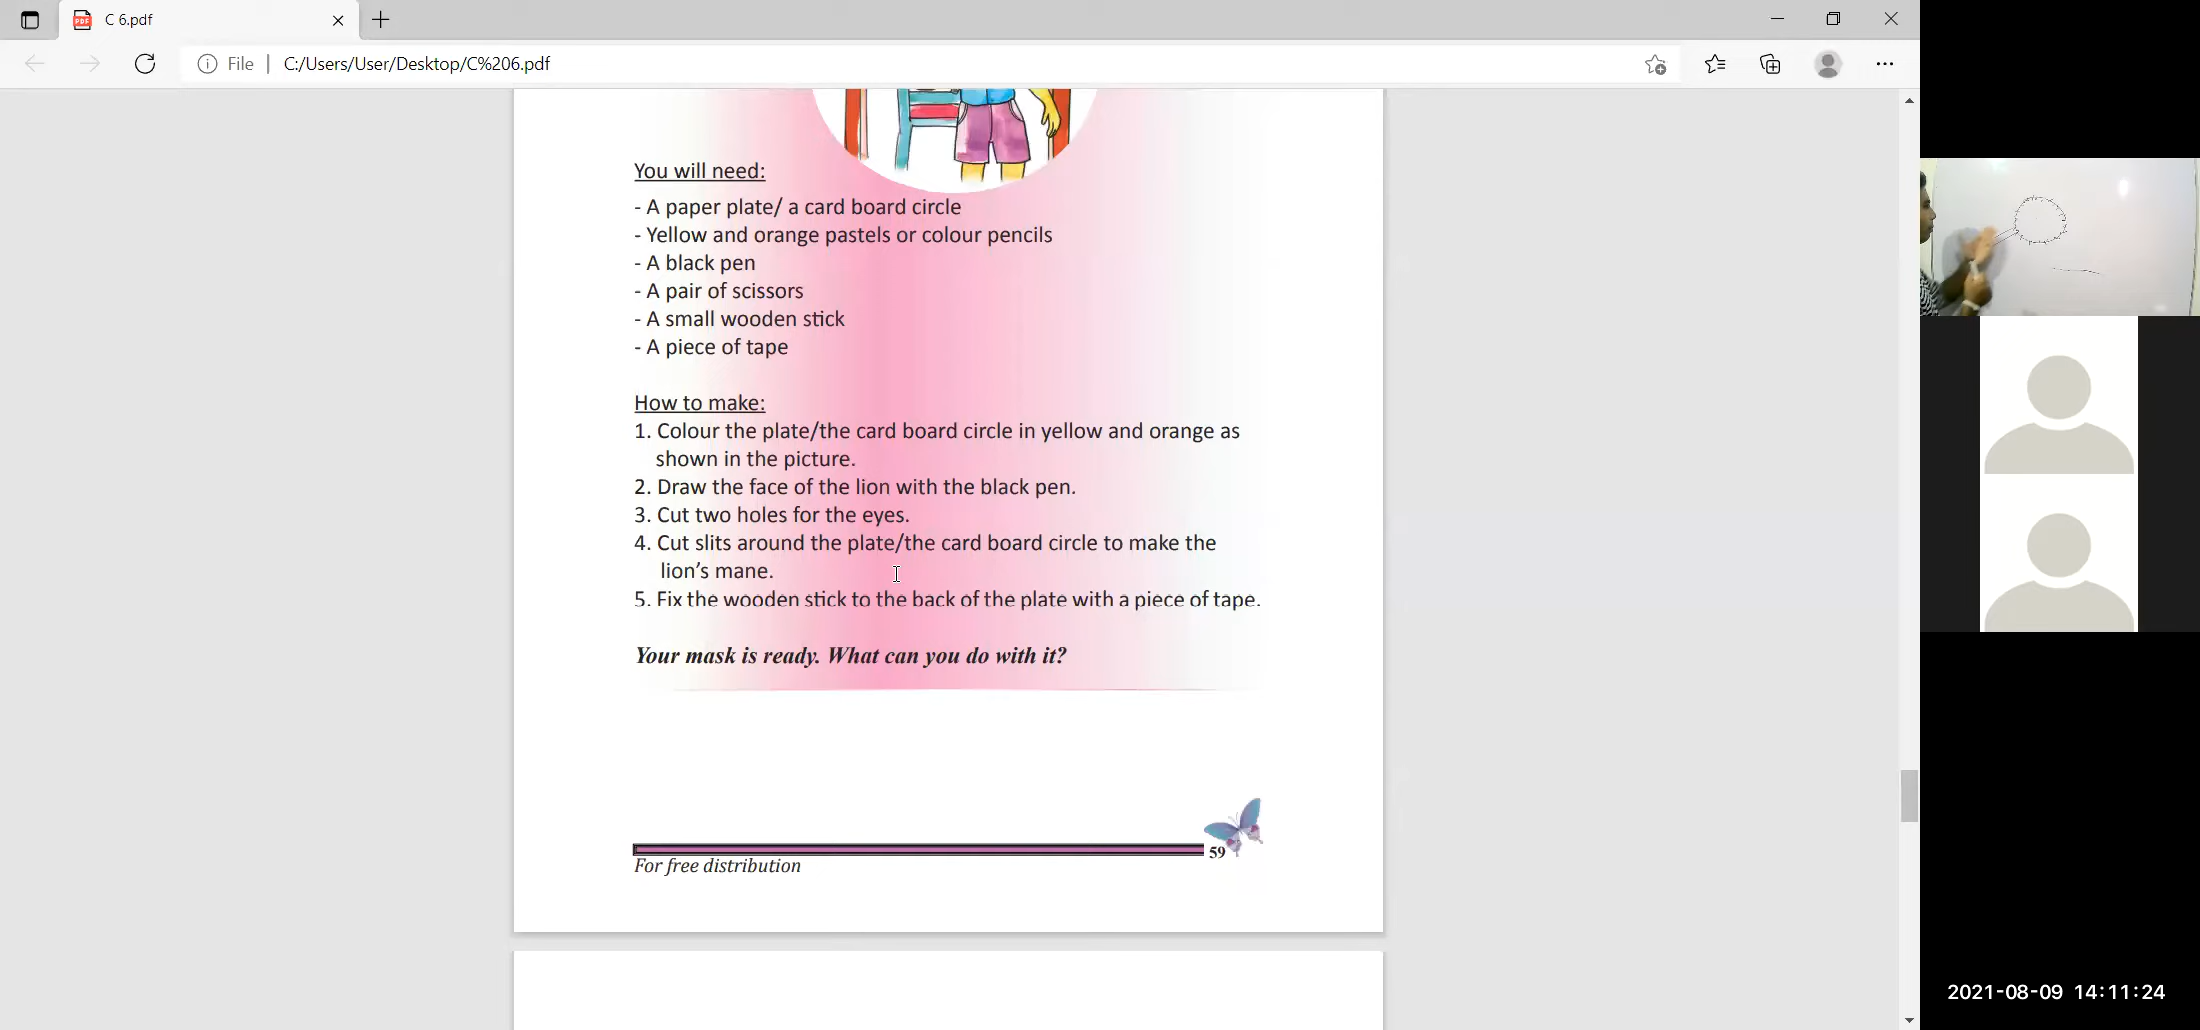 C 6.pdf
File
C:/Users/User/Desktop/C%206.pdf
You will need:
- A paper plate/ a card board circle
- Yellow and orange pastels or colour pencils
- A black pen
- A pair of scissors
- A small wooden stick
- A piece of tape
How to make:
1. Colour the plate/the card board circle in yellow and orange as
shown in the picture.
2. Draw the face of the lion with the black pen.
3. Cut two holes for the eyes.
4. Cut slits around the plate/the card board circle to make the
lion’s mane.
5. Fix the wooden stick to the back of the plate with a piece of tape.
Your mask is ready. What can you do with it?
59
For free distribution
2021-08-09 14:11:24